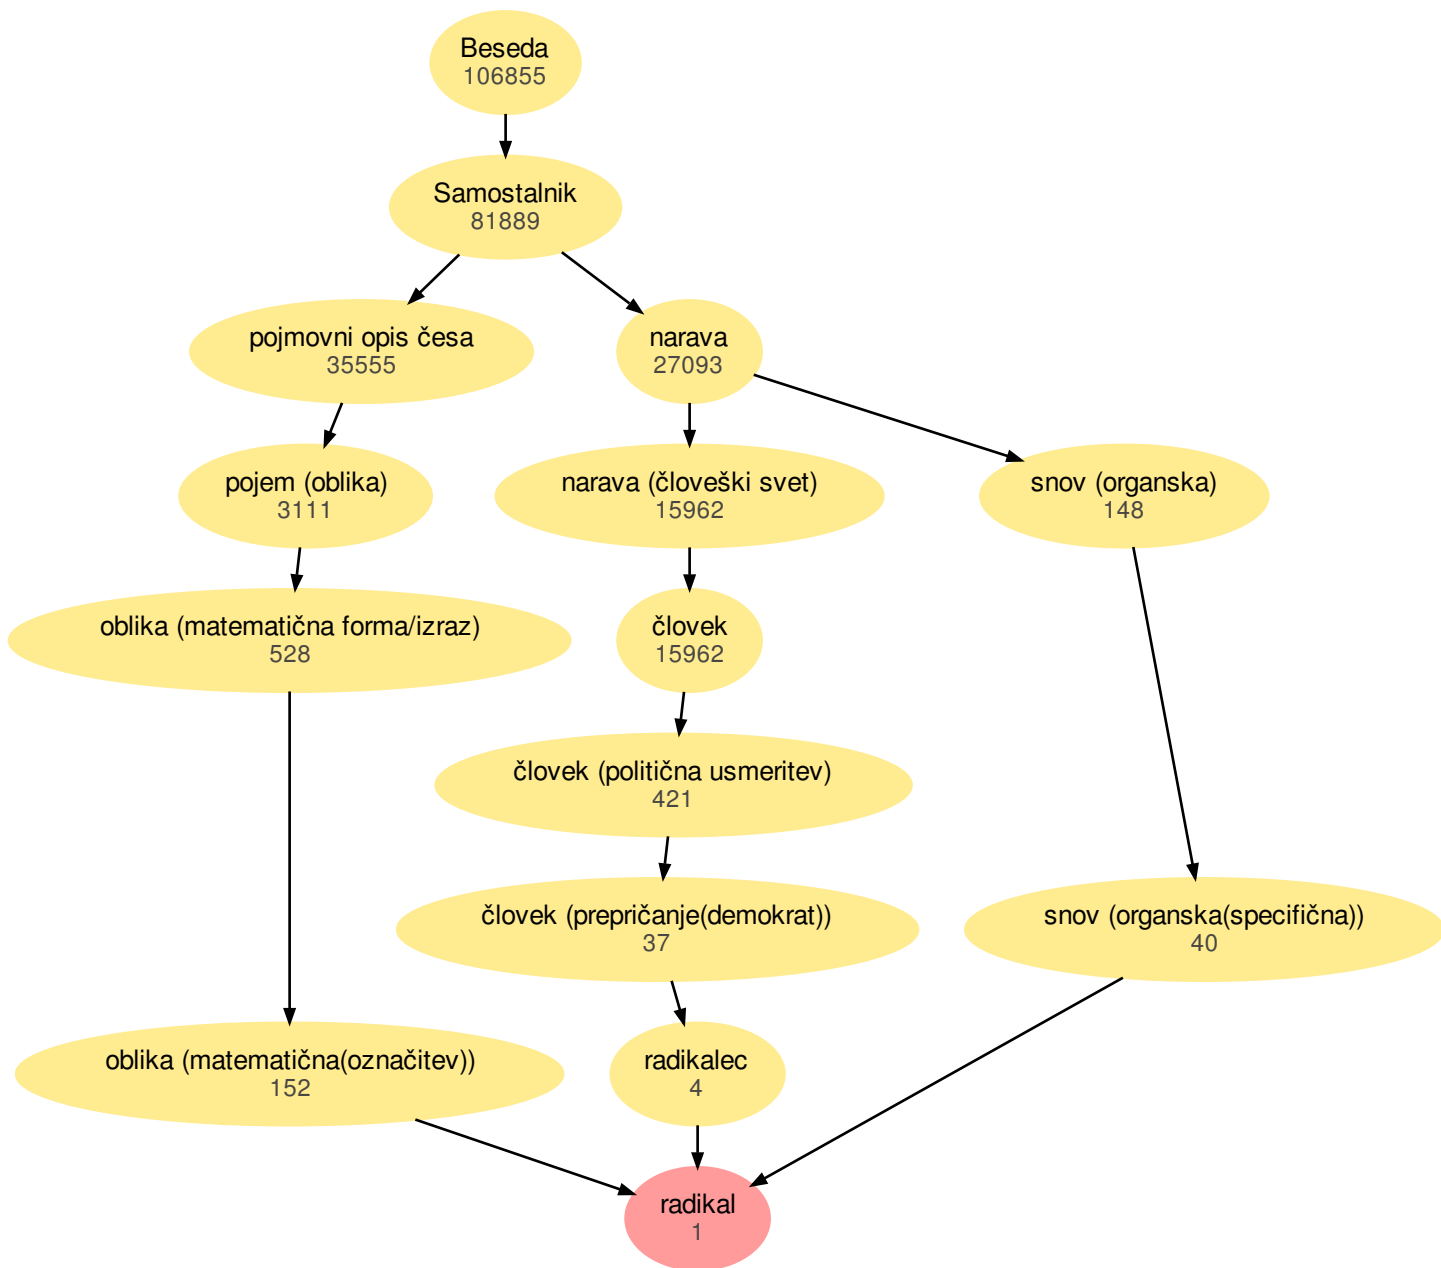 Beseda
106855
Samostalnik
81889
pojmovni opis česa
35555
narava
27093
pojem (oblika)
3111
narava (človeški svet)
15962
snov (organska)
148
oblika (matematična forma/izraz)
528
človek
15962
človek (politična usmeritev)
421
človek (prepričanje(demokrat))
37
snov (organska(specifična))
40
oblika (matematična(označitev))
152
radikalec
4
radikal
1